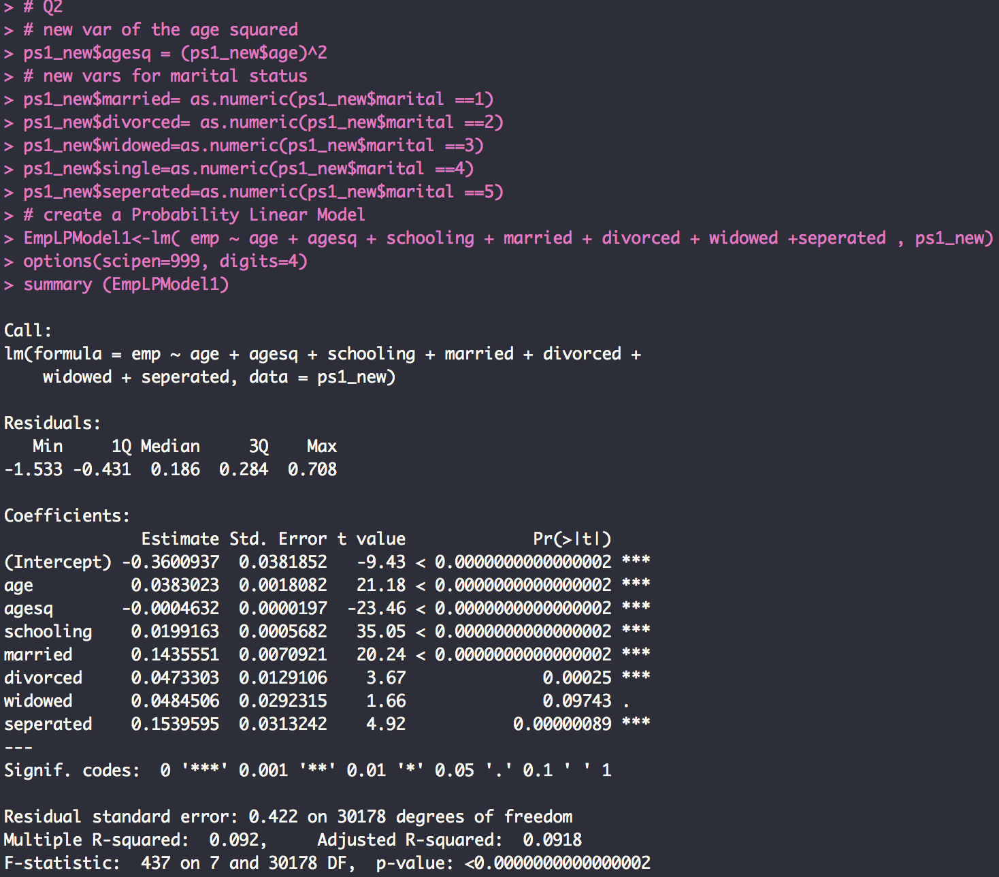 > # Q2
> # new var of the age squared
> ps1_new$agesq = (ps1_new$age)^2
> # new vars for marital status
> ps1_new$married= as.numeric(ps1_new$marital ==1)
> ps1_new$divorced= as.numeric(ps1_new$marital ==2)
> ps1_new$widowed=as.numeric(ps1_new$marital ==3)
> ps1_new$single=as.numeric(ps1_new$marital ==4)
> ps1_new$seperated=as.numeric(ps1_new$marital ==5)
> # create a Probability Linear Model
> EmpLPModel1<-lm( emp ~ age + agesq + schooling + married + divorced + widowed +seperated , ps1_new)
> options(scipen=999, digits=4)
> summary (EmpLPModel1)

Call:
lm(formula = emp ~ age + agesq + schooling + married + divorced +
    widowed + seperated, data = ps1_new)

Residuals:
   Min     1Q Median     3Q    Max
-1.533 -0.431  0.186  0.284  0.708

Coefficients:
              Estimate Std. Error t value             Pr(>|t|)
(Intercept) -0.3600937  0.0381852   -9.43 < 0.0000000000000002 ***
age          0.0383023  0.0018082   21.18 < 0.0000000000000002 ***
agesq       -0.0004632  0.0000197  -23.46 < 0.0000000000000002 ***
schooling    0.0199163  0.0005682   35.05 < 0.0000000000000002 ***
married      0.1435551  0.0070921   20.24 < 0.0000000000000002 ***
divorced     0.0473303  0.0129106    3.67              0.00025 ***
widowed      0.0484506  0.0292315    1.66              0.09743 .
seperated    0.1539595  0.0313242    4.92           0.00000089 ***
---
Signif. codes:  0 '***' 0.001 '**' 0.01 '*' 0.05 '.' 0.1 ' ' 1

Residual standard error: 0.422 on 30178 degrees of freedom
Multiple R-squared:  0.092,     Adjusted R-squared:  0.0918
F-statistic:  437 on 7 and 30178 DF,  p-value: <0.0000000000000002